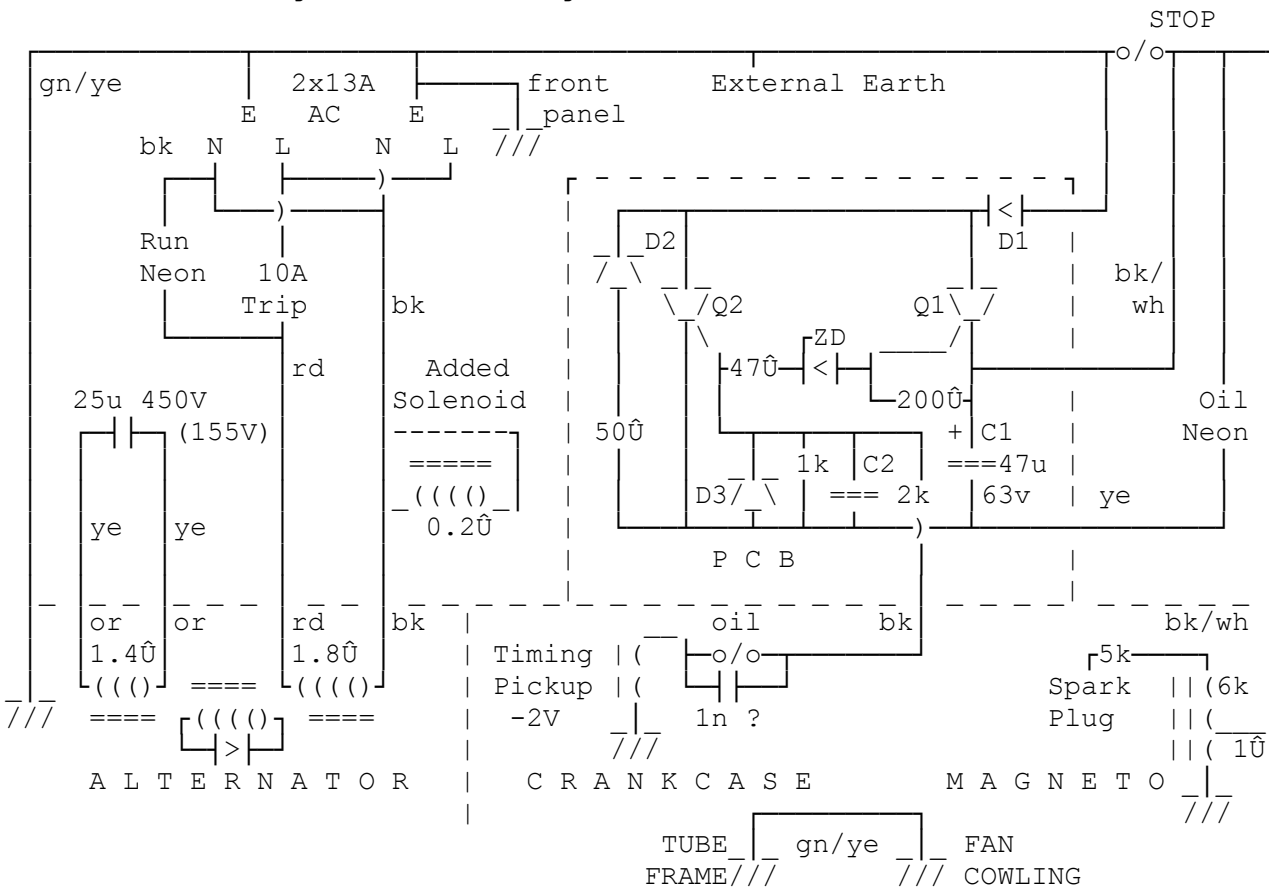 STOP
o/o
gn/ye 2x13A front External Earth
E AC E panel
bk N L N L
Run D2 D1
Neon 10A bk/
Trip bk Q2 Q1 wh
ZD
rd Added 47Û
25u 450V Solenoid 200Û Oil
(155V) 50Û + C1 Neon
1k C2 ===47u
D3 === 2k 63v ye
ye ye 0.2Û
P C B
or or rd bk oil bk bk/wh
1.4Û 1.8Û Timing o/o 5k
Pickup Spark 6k
-2V 1n ? Plug
1Û
A L T E R N A T O R C R A N K C A S E M A G N E T O
TUBE gn/ye FAN
FRAME COWLING